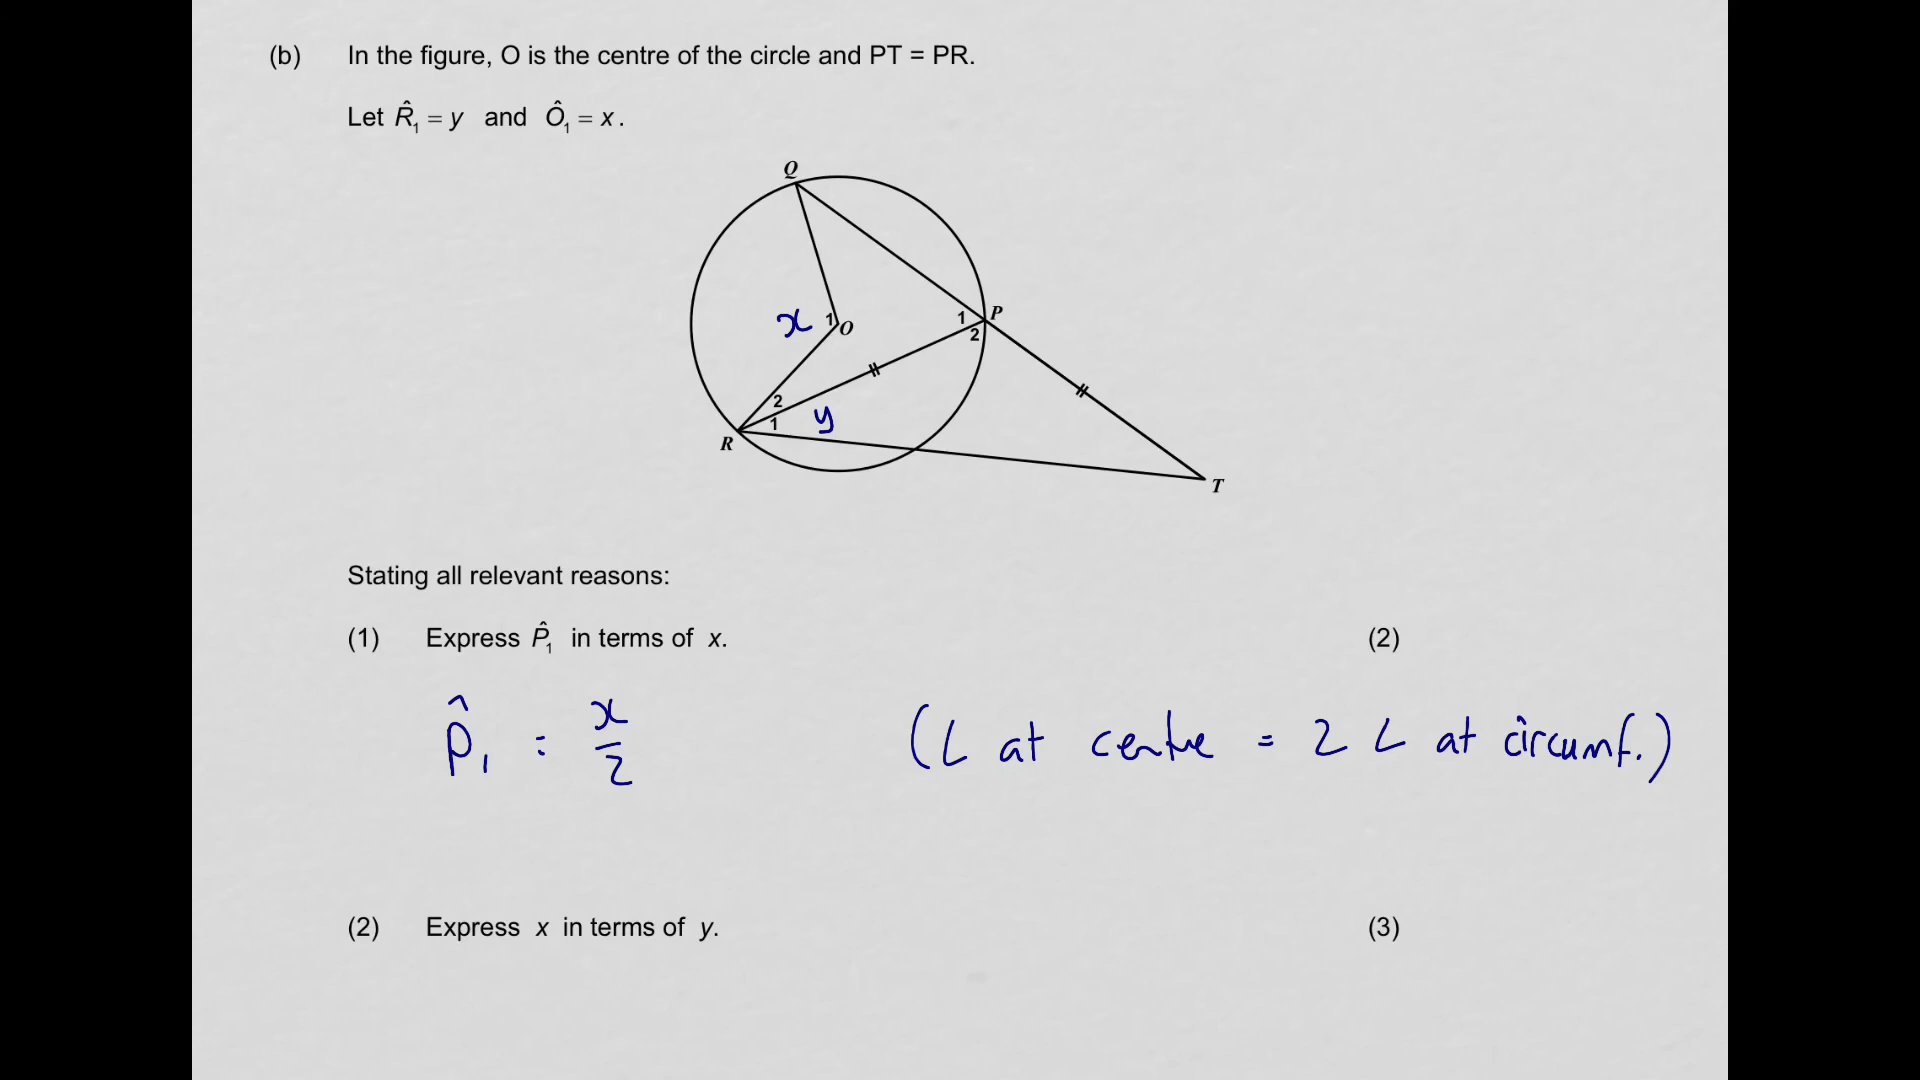 (b) In the figure, O is the centre of the circle and PT = PR.
Let R̂₁ = y and Ô₁ = x.
Q
x 1 O
1 P
2
2
1 y
R
T
Stating all relevant reasons:
(1) Express P̂₁ in terms of x. (2)
P̂₁ = x/2 (∠ at centre = 2 ∠ at circumf.)
(2) Express x in terms of y. (3)